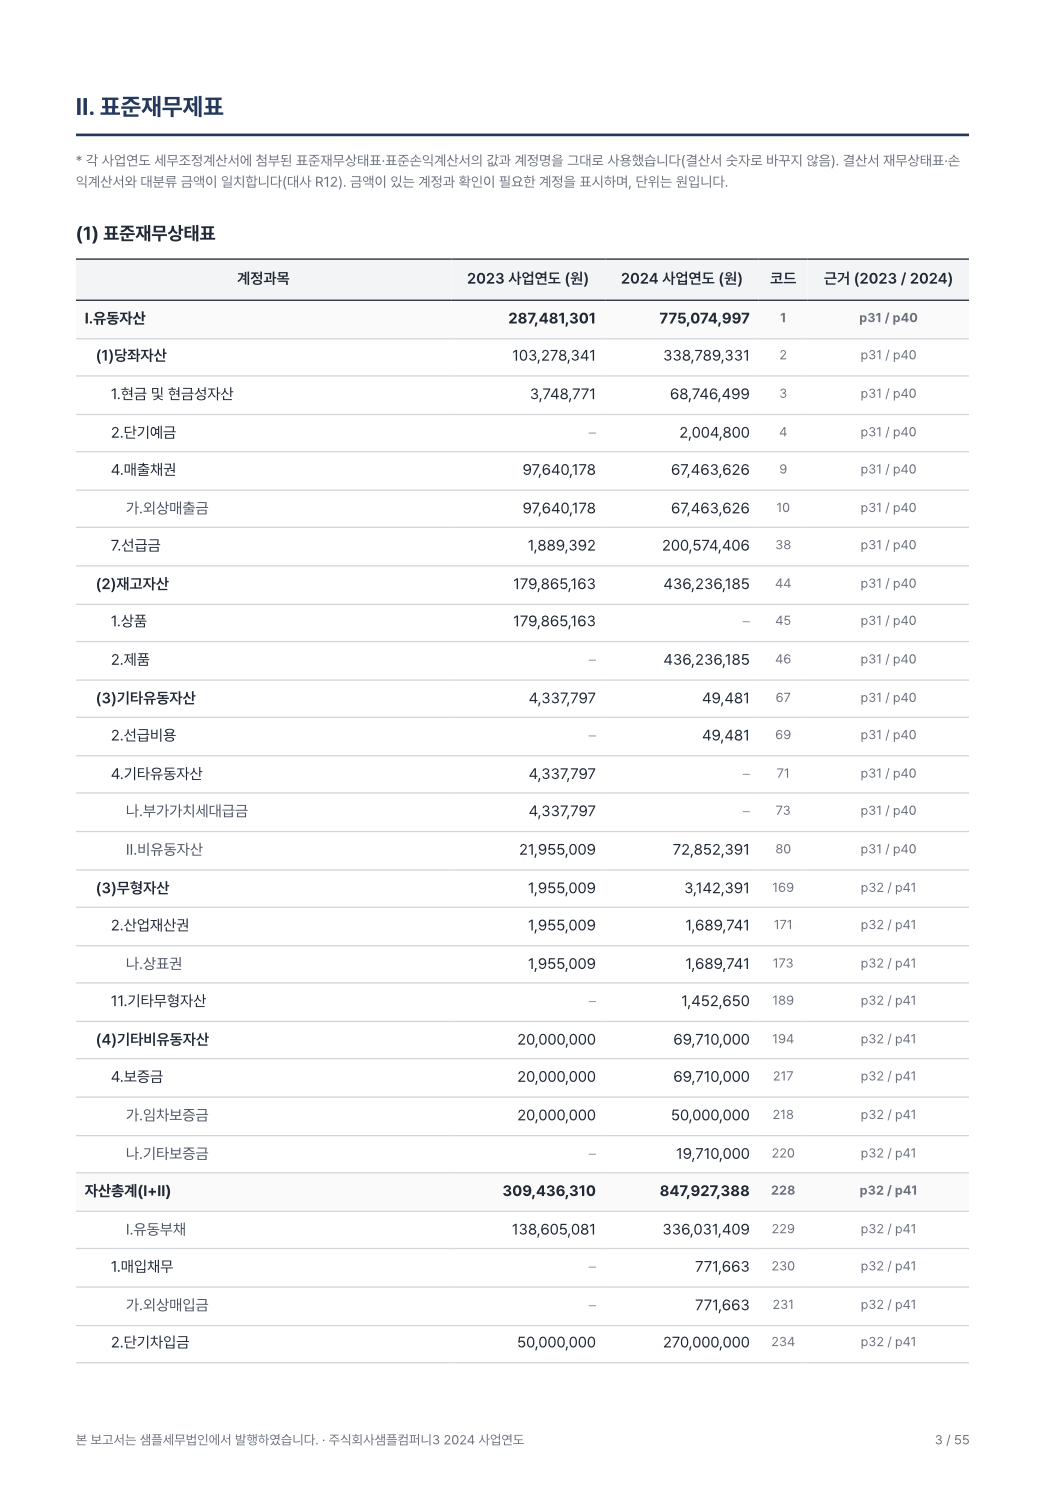 II. 표준재무제표
* 각 사업연도 세무조정계산서에 첨부된 표준재무상태표·표준손익계산서의 값과 계정명을 그대로 사용했습니다(결산서 숫자로 바꾸지 않음). 결산서 재무상태표·손
익계산서와 대분류 금액이 일치합니다(대사 R12). 금액이 있는 계정과 확인이 필요한 계정을 표시하며, 단위는 원입니다.
(1) 표준재무상태표
계정과목 2023 사업연도 (원) 2024 사업연도 (원) 코드 근거 (2023 / 2024)
I.유동자산 287,481,301 775,074,997 1 p31 / p40
(1)당좌자산 103,278,341 338,789,331 2 p31 / p40
1.현금 및 현금성자산 3,748,771 68,746,499 3 p31 / p40
2.단기예금 – 2,004,800 4 p31 / p40
4.매출채권 97,640,178 67,463,626 9 p31 / p40
가.외상매출금 97,640,178 67,463,626 10 p31 / p40
7.선급금 1,889,392 200,574,406 38 p31 / p40
(2)재고자산 179,865,163 436,236,185 44 p31 / p40
1.상품 179,865,163 – 45 p31 / p40
2.제품 – 436,236,185 46 p31 / p40
(3)기타유동자산 4,337,797 49,481 67 p31 / p40
2.선급비용 – 49,481 69 p31 / p40
4.기타유동자산 4,337,797 – 71 p31 / p40
나.부가가치세대급금 4,337,797 – 73 p31 / p40
II.비유동자산 21,955,009 72,852,391 80 p31 / p40
(3)무형자산 1,955,009 3,142,391 169 p32 / p41
2.산업재산권 1,955,009 1,689,741 171 p32 / p41
나.상표권 1,955,009 1,689,741 173 p32 / p41
11.기타무형자산 – 1,452,650 189 p32 / p41
(4)기타비유동자산 20,000,000 69,710,000 194 p32 / p41
4.보증금 20,000,000 69,710,000 217 p32 / p41
가.임차보증금 20,000,000 50,000,000 218 p32 / p41
나.기타보증금 – 19,710,000 220 p32 / p41
자산총계(I+II) 309,436,310 847,927,388 228 p32 / p41
I.유동부채 138,605,081 336,031,409 229 p32 / p41
1.매입채무 – 771,663 230 p32 / p41
가.외상매입금 – 771,663 231 p32 / p41
2.단기차입금 50,000,000 270,000,000 234 p32 / p41
본 보고서는 샘플세무법인에서 발행하였습니다. · 주식회사샘플컴퍼니3 2024 사업연도 3 / 55